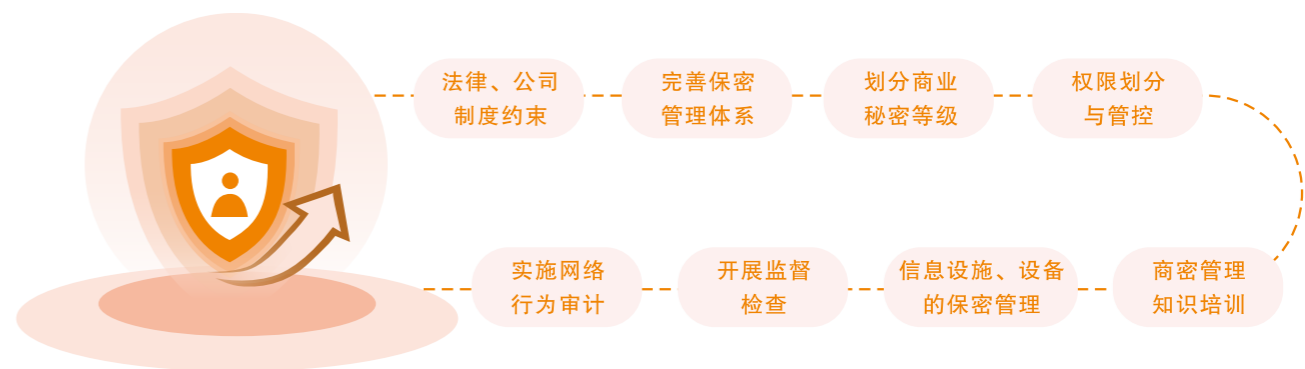 法律、公司
制度约束
完善保密
管理体系
划分商业
秘密等级
权限划分
与管控
商密管理
知识培训
信息设施、设备
的保密管理
开展监督
检查
实施网络
行为审计